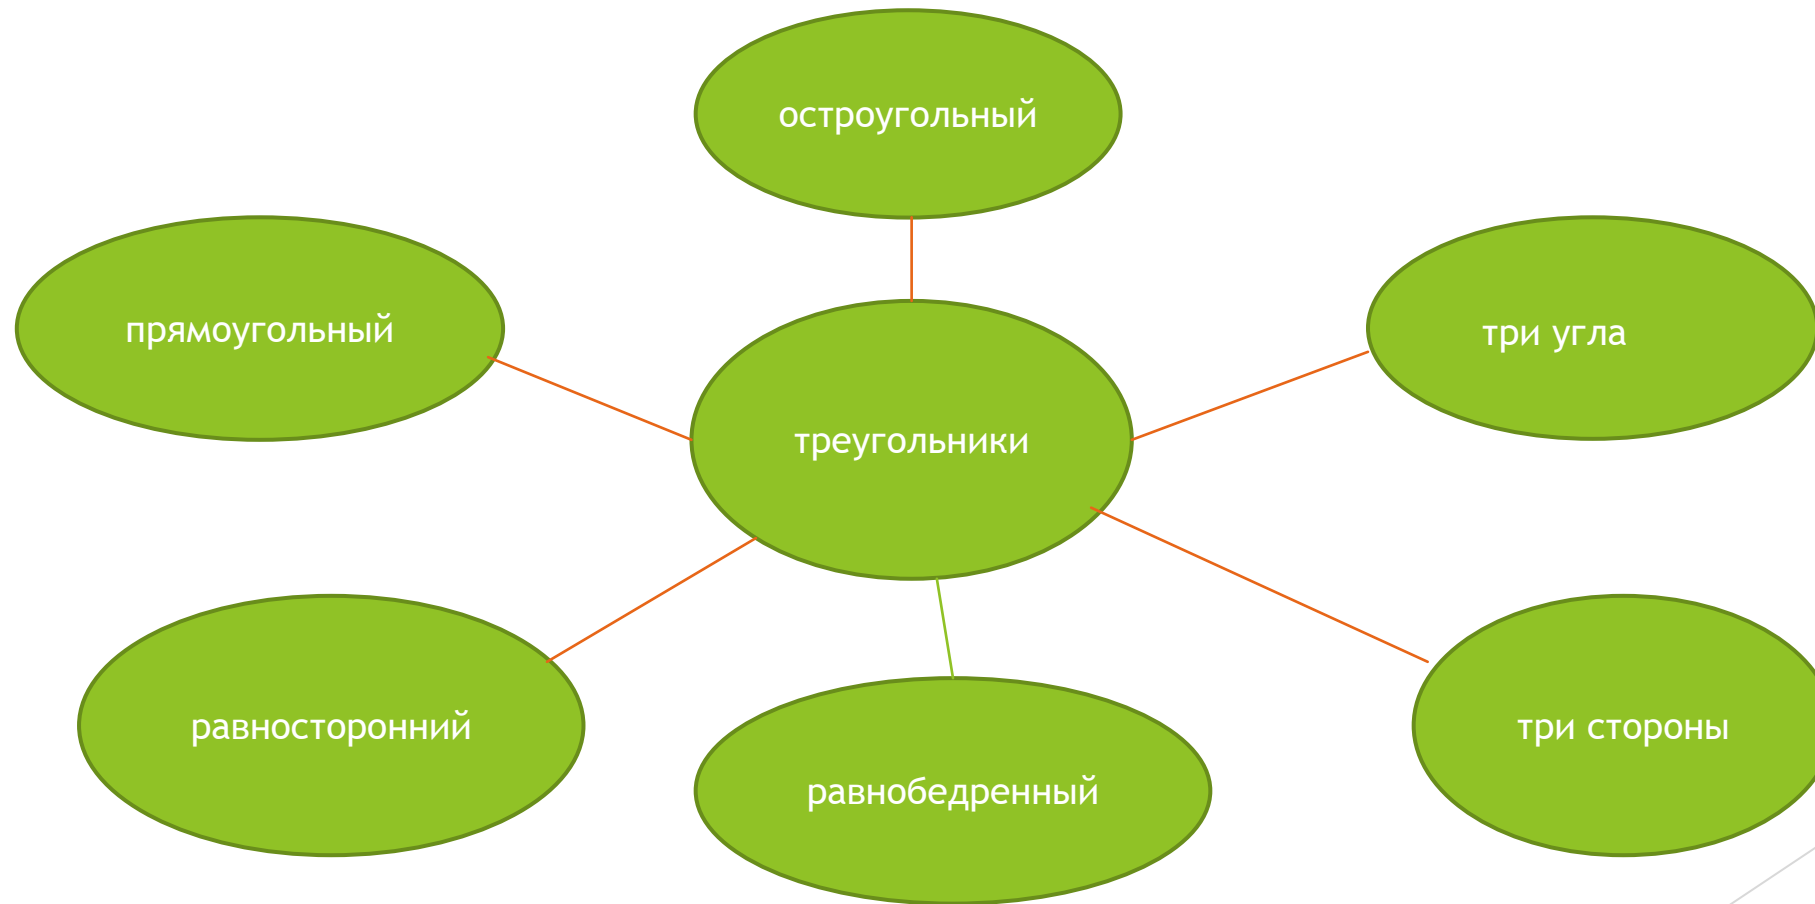 остроугольный
прямоугольный
три угла
треугольники
равносторонний
три стороны
равнобедренный